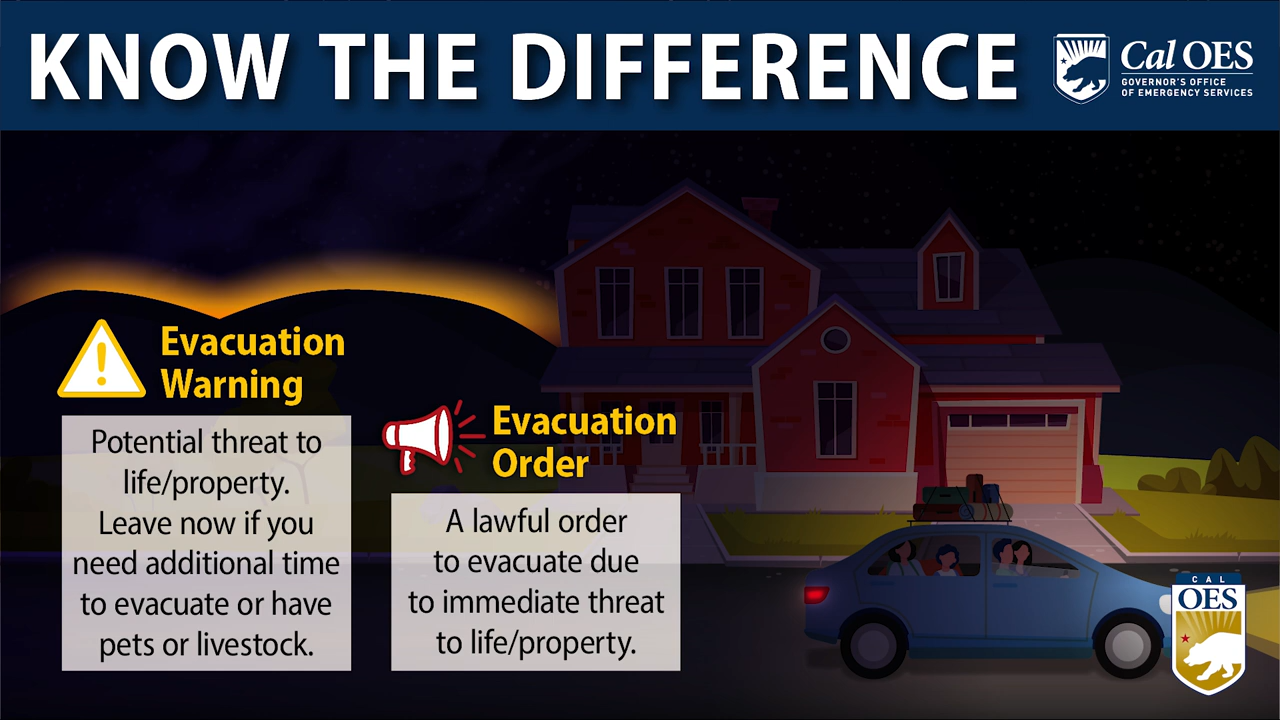 KNOW THE DIFFERENCE
Cal OES
GOVERNOR'S OFFICE
OF EMERGENCY SERVICES
Evacuation
Warning
Potential threat to
life/property.
Leave now if you
need additional time
to evacuate or have
pets or livestock.
Evacuation
Order
A lawful order
to evacuate due
to immediate threat
to life/property.
CAL
OES